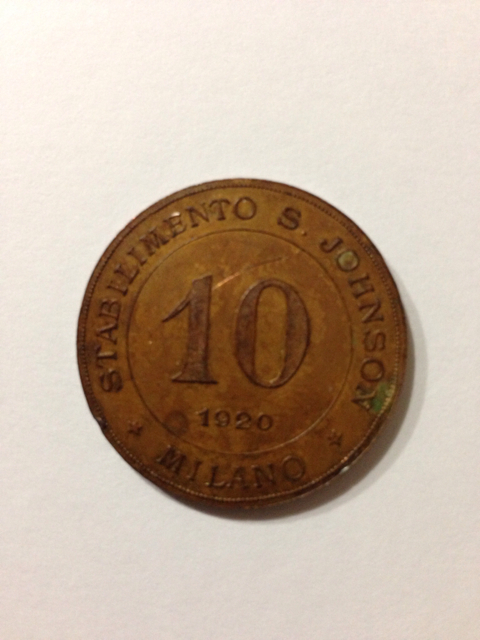 STABILIMENTO S. JOHNSON
10
1920
MILANO